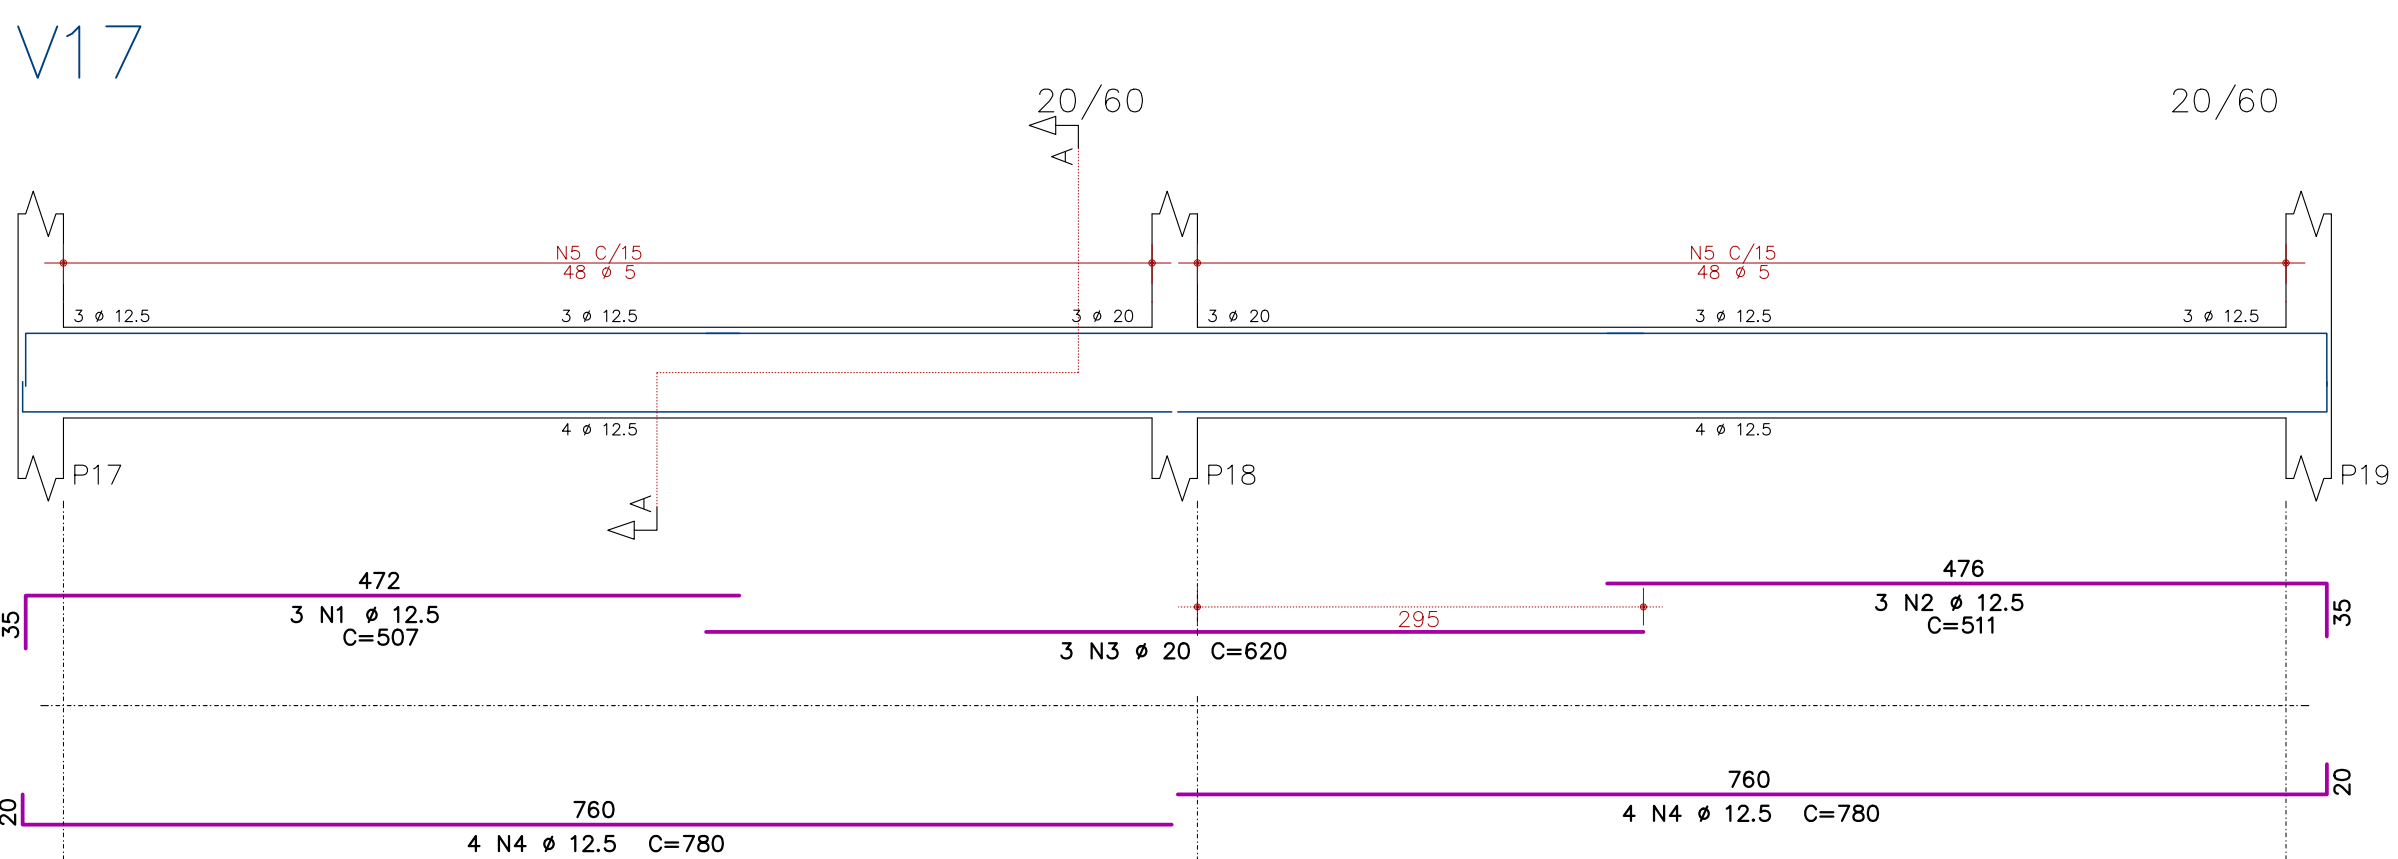 V17
20/60
20/60
A
N5 C/15
48 ø 5
N5 C/15
48 ø 5
3 ø 12.5
3 ø 12.5
3 ø 20
3 ø 20
3 ø 12.5
3 ø 12.5
4 ø 12.5
4 ø 12.5
P17
P18
P19
A
472
35
3 N1 ø 12.5
C=507
476
35
3 N2 ø 12.5
C=511
295
3 N3 ø 20 C=620
760
20
4 N4 ø 12.5 C=780
760
20
4 N4 ø 12.5 C=780